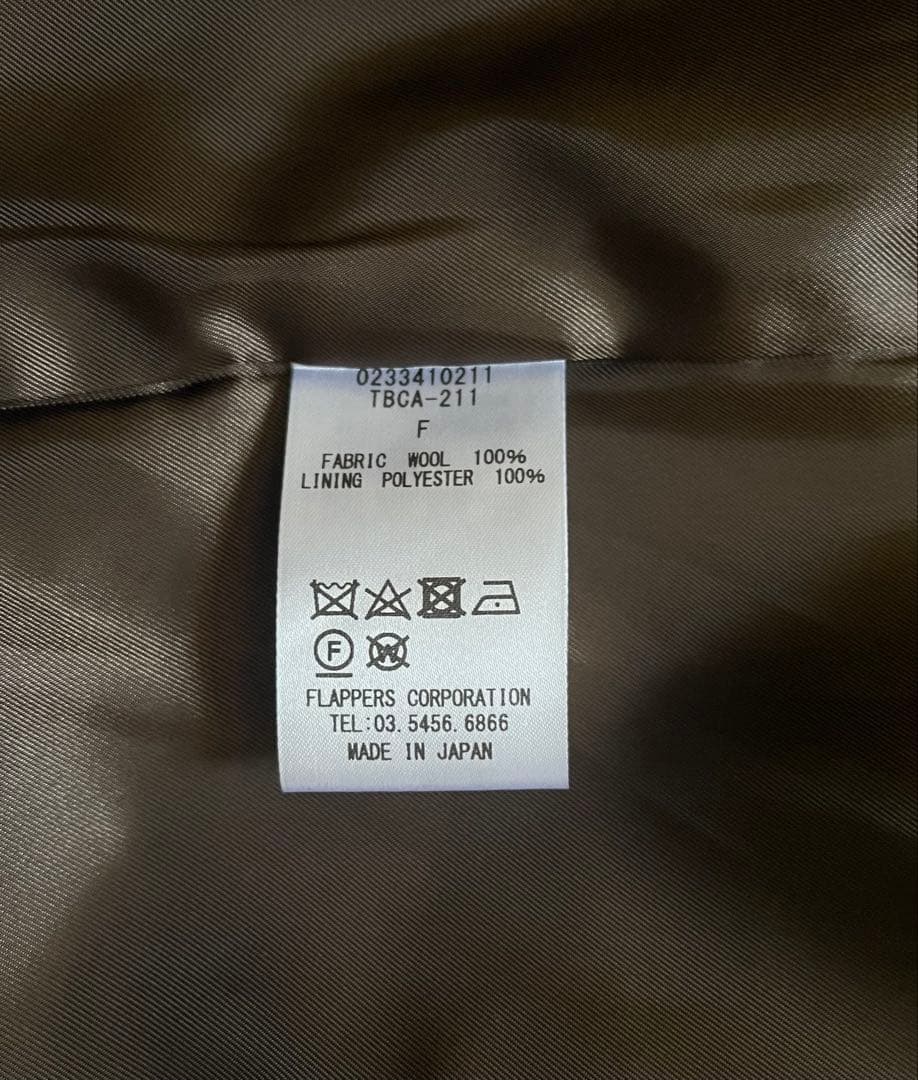 0233410211
TBCA-211
F
FABRIC WOOL 100%
LINING POLYESTER 100%
F W
FLAPPERS CORPORATION
TEL:03.5456.6866
MADE IN JAPAN